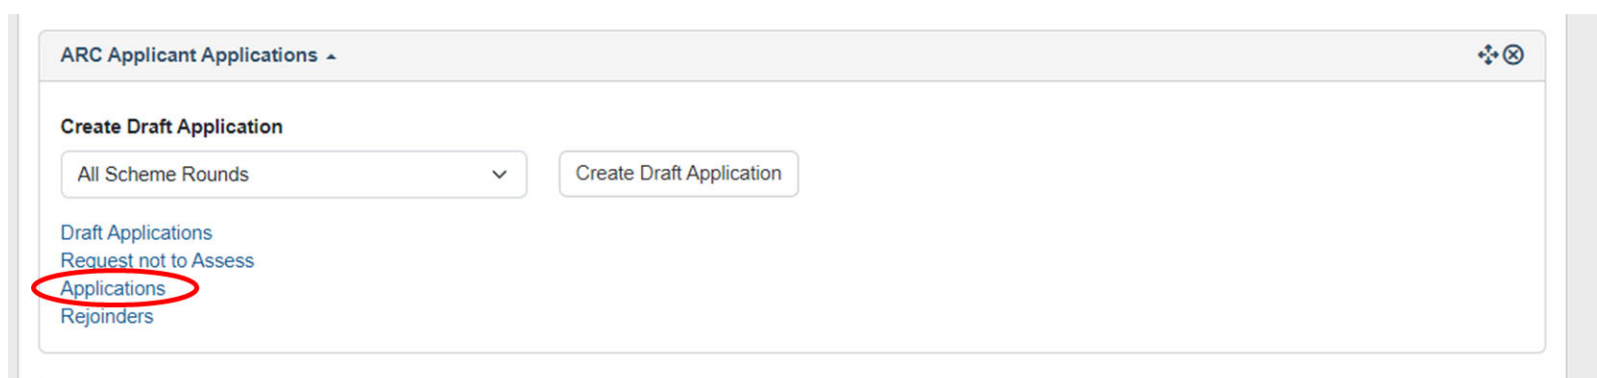 ARC Applicant Applications
Create Draft Application
All Scheme Rounds
Create Draft Application
Draft Applications
Request not to Assess
Applications
Rejoinders